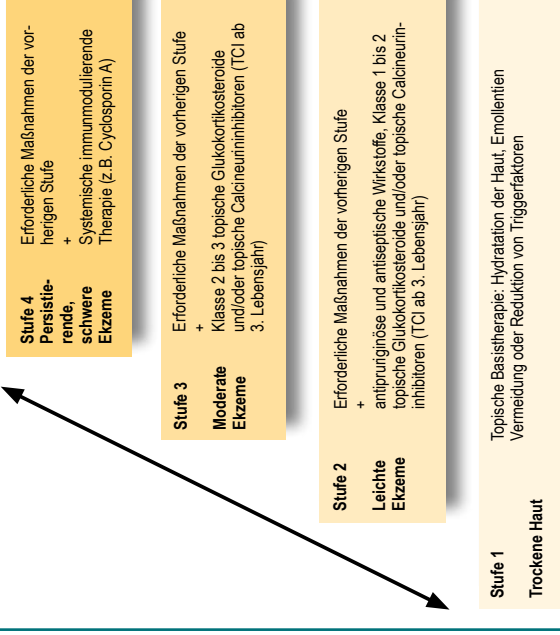 Stufe 4
Persistie-
rende,
schwere
Ekzeme
Erforderliche Maßnahmen der vor-
herigen Stufe
+
Systemische immunmodulierende
Therapie (z.B. Cyclosporin A)
Stufe 3
Moderate
Ekzeme
Erforderliche Maßnahmen der vorherigen Stufe
+
Klasse 2 bis 3 topische Glukokortikosteroide
und/oder topische Calcineurininhibitoren (TCI ab
3. Lebensjahr)
Stufe 2
Leichte
Ekzeme
Erforderliche Maßnahmen der vorherigen Stufe
+
antipruriginöse und antiseptische Wirkstoffe, Klasse 1 bis 2
topische Glukokortikosteroide und/oder topische Calcineurin-
inhibitoren (TCI ab 3. Lebensjahr)
Stufe 1
Trockene Haut
Topische Basistherapie: Hydratation der Haut, Emollentien
Vermeidung oder Reduktion von Triggerfaktoren